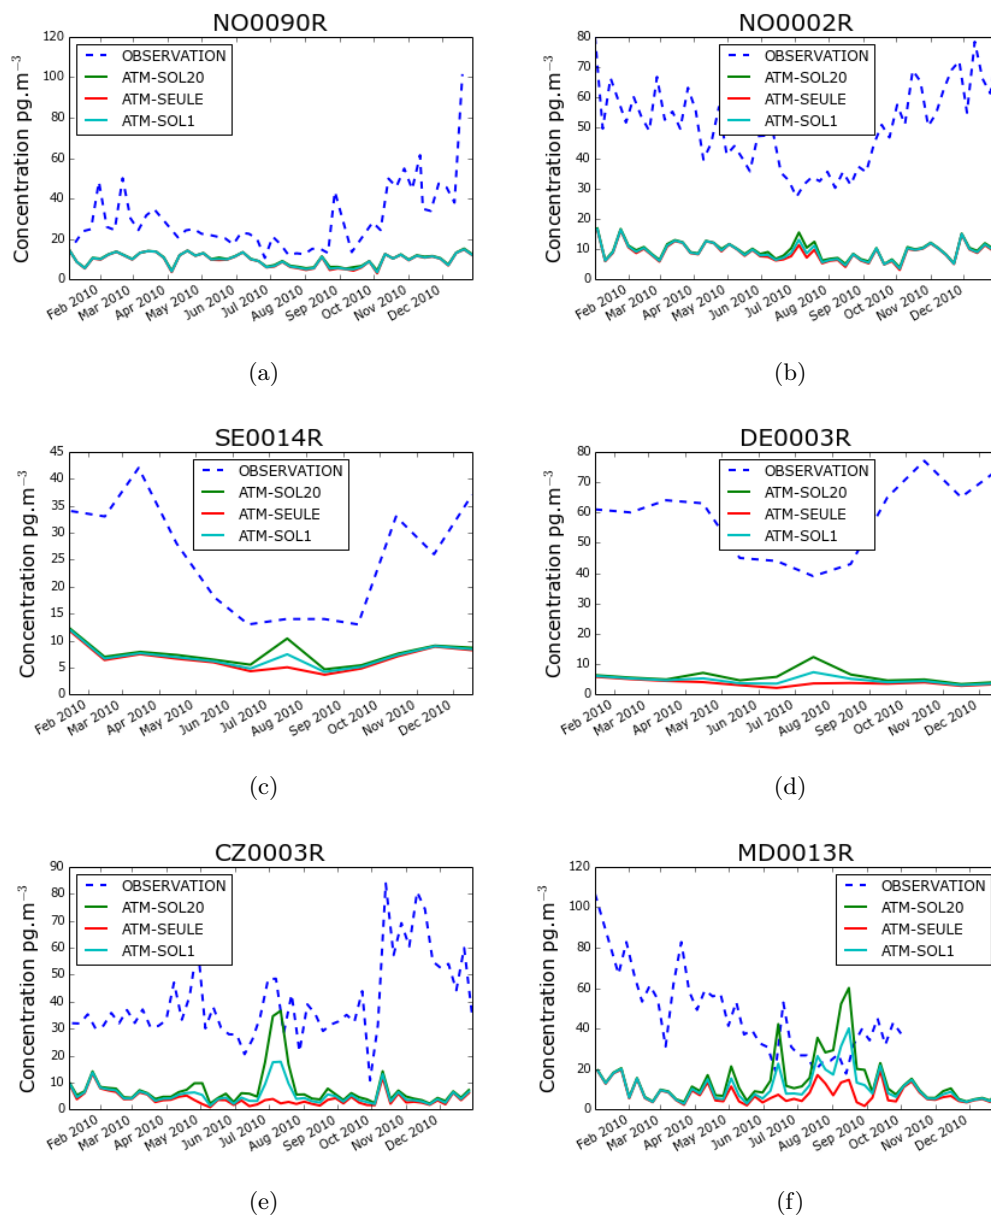 NO0090R
Concentration pg.m⁻³
120
100
80
60
40
20
0
OBSERVATION
ATM-SOL20
ATM-SEULE
ATM-SOL1
Feb 2010 Mar 2010 Apr 2010 May 2010 Jun 2010 Jul 2010 Aug 2010 Sep 2010 Oct 2010 Nov 2010 Dec 2010
(a)
NO0002R
Concentration pg.m⁻³
80
70
60
50
40
30
20
10
0
OBSERVATION
ATM-SOL20
ATM-SEULE
ATM-SOL1
Feb 2010 Mar 2010 Apr 2010 May 2010 Jun 2010 Jul 2010 Aug 2010 Sep 2010 Oct 2010 Nov 2010 Dec 2010
(b)
SE0014R
Concentration pg.m⁻³
45
40
35
30
25
20
15
10
5
0
OBSERVATION
ATM-SOL20
ATM-SEULE
ATM-SOL1
Feb 2010 Mar 2010 Apr 2010 May 2010 Jun 2010 Jul 2010 Aug 2010 Sep 2010 Oct 2010 Nov 2010 Dec 2010
(c)
DE0003R
Concentration pg.m⁻³
80
70
60
50
40
30
20
10
0
OBSERVATION
ATM-SOL20
ATM-SEULE
ATM-SOL1
Feb 2010 Mar 2010 Apr 2010 May 2010 Jun 2010 Jul 2010 Aug 2010 Sep 2010 Oct 2010 Nov 2010 Dec 2010
(d)
CZ0003R
Concentration pg.m⁻³
90
80
70
60
50
40
30
20
10
0
OBSERVATION
ATM-SOL20
ATM-SEULE
ATM-SOL1
Feb 2010 Mar 2010 Apr 2010 May 2010 Jun 2010 Jul 2010 Aug 2010 Sep 2010 Oct 2010 Nov 2010 Dec 2010
(e)
MD0013R
Concentration pg.m⁻³
120
100
80
60
40
20
0
OBSERVATION
ATM-SOL20
ATM-SEULE
ATM-SOL1
Feb 2010 Mar 2010 Apr 2010 May 2010 Jun 2010 Jul 2010 Aug 2010 Sep 2010 Oct 2010 Nov 2010 Dec 2010
(f)